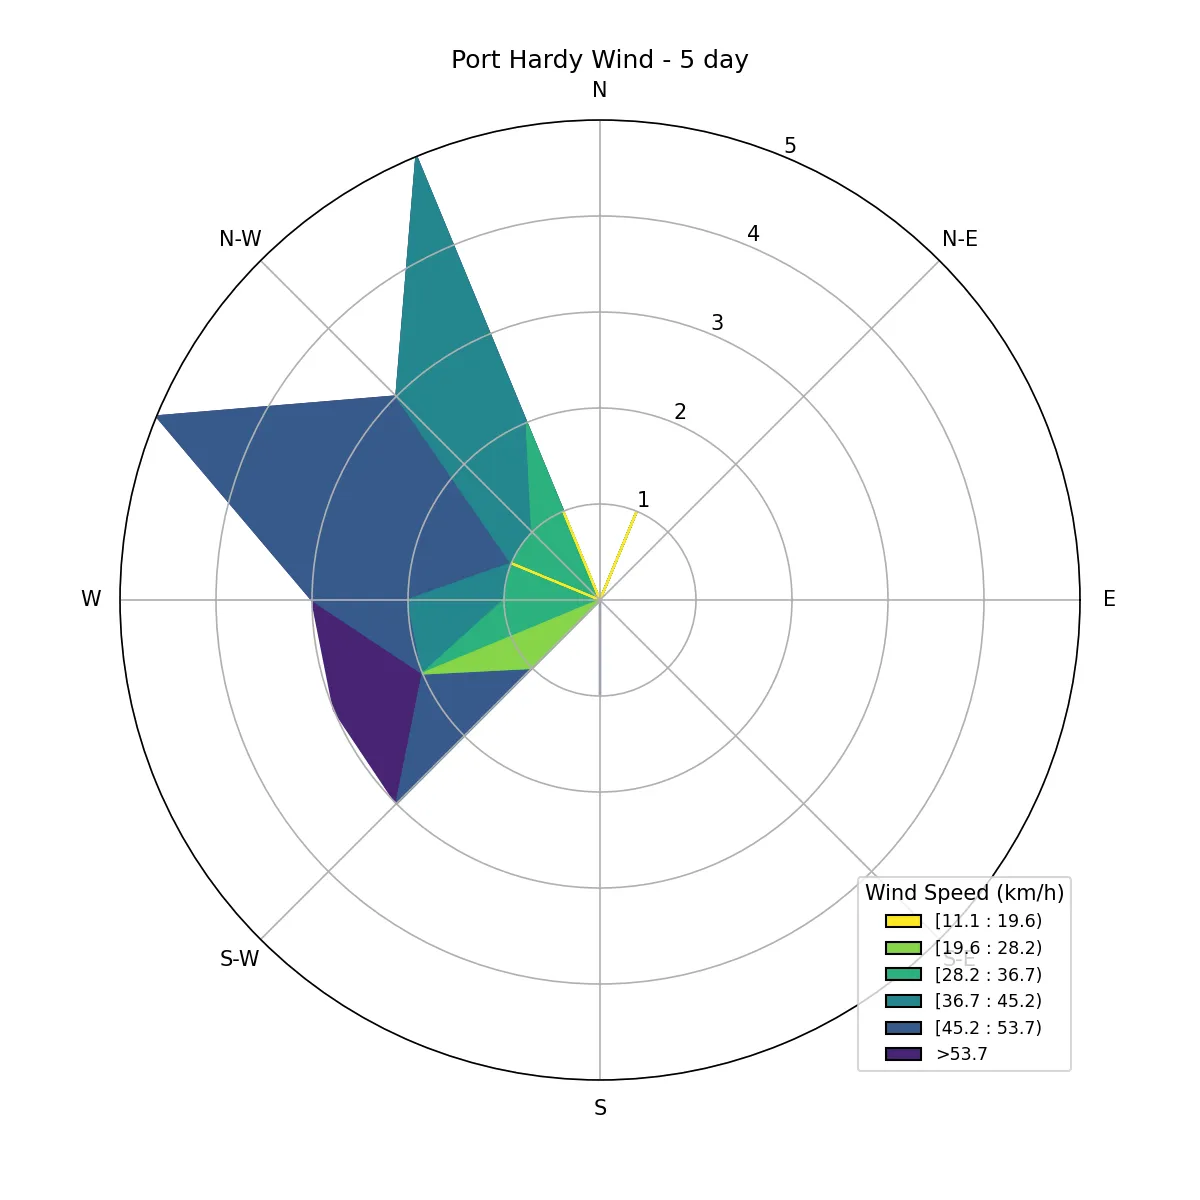 Port Hardy Wind - 5 day
N
5
N-W
N-E
4
3
2
1
W
E
S-W
S-E
Wind Speed (km/h)
[11.1 : 19.6)
[19.6 : 28.2)
[28.2 : 36.7)
[36.7 : 45.2)
[45.2 : 53.7)
>53.7
S